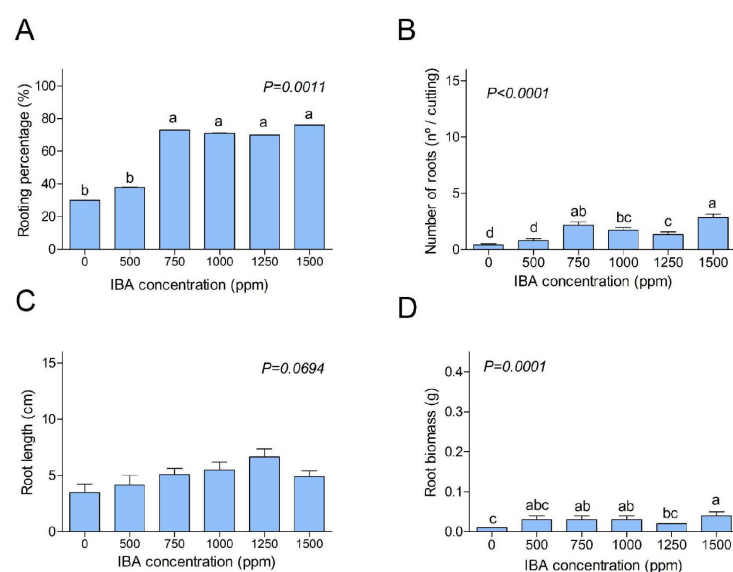 A
Rooting percentage (%)
P=0.0011
100
80
60
40
20
0
b b a a a a
0 500 750 1000 1250 1500
IBA concentration (ppm)
B
Number of roots (nº / cutting)
P<0.0001
15
10
5
0
d d ab bc c a
0 500 750 1000 1250 1500
IBA concentration (ppm)
C
Root length (cm)
P=0.0694
15
10
5
0
0 500 750 1000 1250 1500
IBA concentration (ppm)
D
Root biomass (g)
P=0.0001
0.4
0.3
0.2
0.1
0.0
c abc ab ab bc a
0 500 750 1000 1250 1500
IBA concentration (ppm)